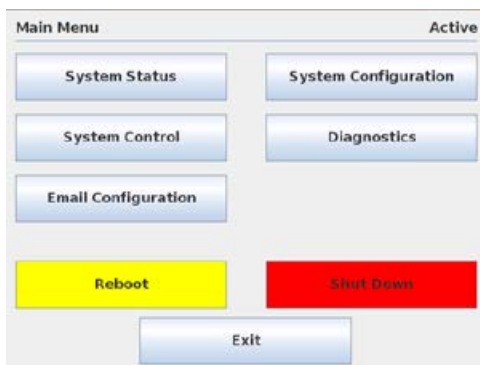 Main Menu Active
System Status System Configuration
System Control Diagnostics
Email Configuration
Reboot Shut Down
Exit